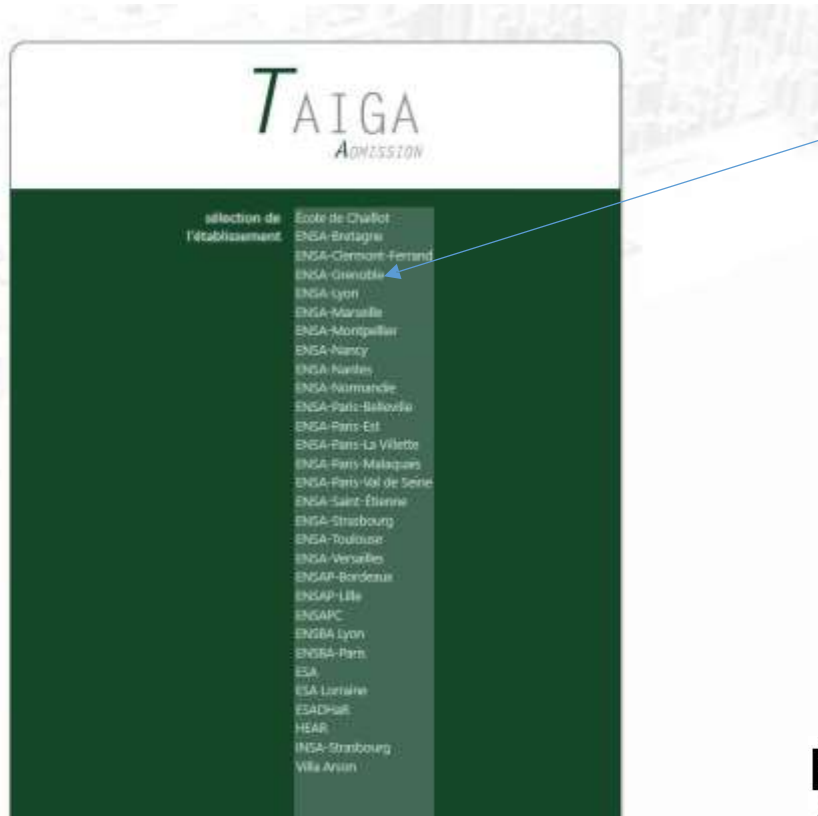 TAIGA
ADMISSION
sélection de
l'établissement
École de Chaillot
ENSA-Bretagne
ENSA-Clermont-Ferrand
ENSA-Grenoble
ENSA-Lyon
ENSA-Marseille
ENSA-Montpellier
ENSA-Nancy
ENSA-Nantes
ENSA-Normandie
ENSA-Paris-Belleville
ENSA-Paris-Est
ENSA-Paris-La Villette
ENSA-Paris-Malaquais
ENSA-Paris-Val de Seine
ENSA-Saint-Étienne
ENSA-Strasbourg
ENSA-Toulouse
ENSA-Versailles
ENSAP-Bordeaux
ENSAP-Lille
ENSAPC
ENSBA Lyon
ENSBA-Paris
ESA
ESA Lorraine
ESADHaR
HEAR
INSA-Strasbourg
Villa Arson